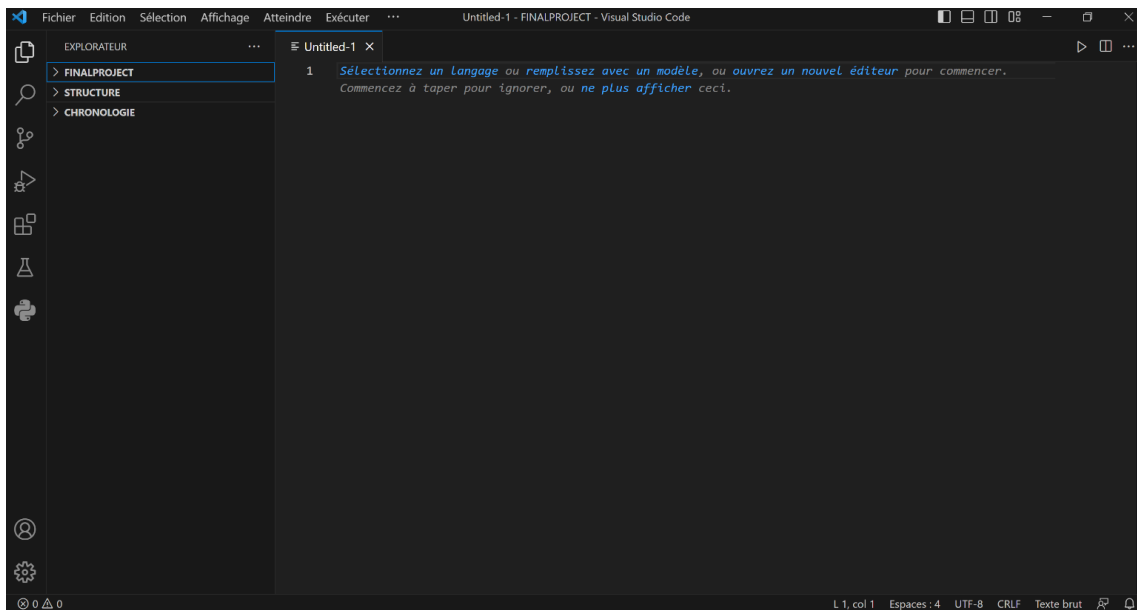 Fichier Edition Sélection Affichage Atteindre Exécuter ··· Untitled-1 - FINALPROJECT - Visual Studio Code
EXPLORATEUR ···
Untitled-1
> FINALPROJECT
> STRUCTURE
> CHRONOLOGIE
1 Sélectionnez un langage ou remplissez avec un modèle, ou ouvrez un nouvel éditeur pour commencer.
Commencez à taper pour ignorer, ou ne plus afficher ceci.
0 0 L 1, col 1 Espaces : 4 UTF-8 CRLF Texte brut